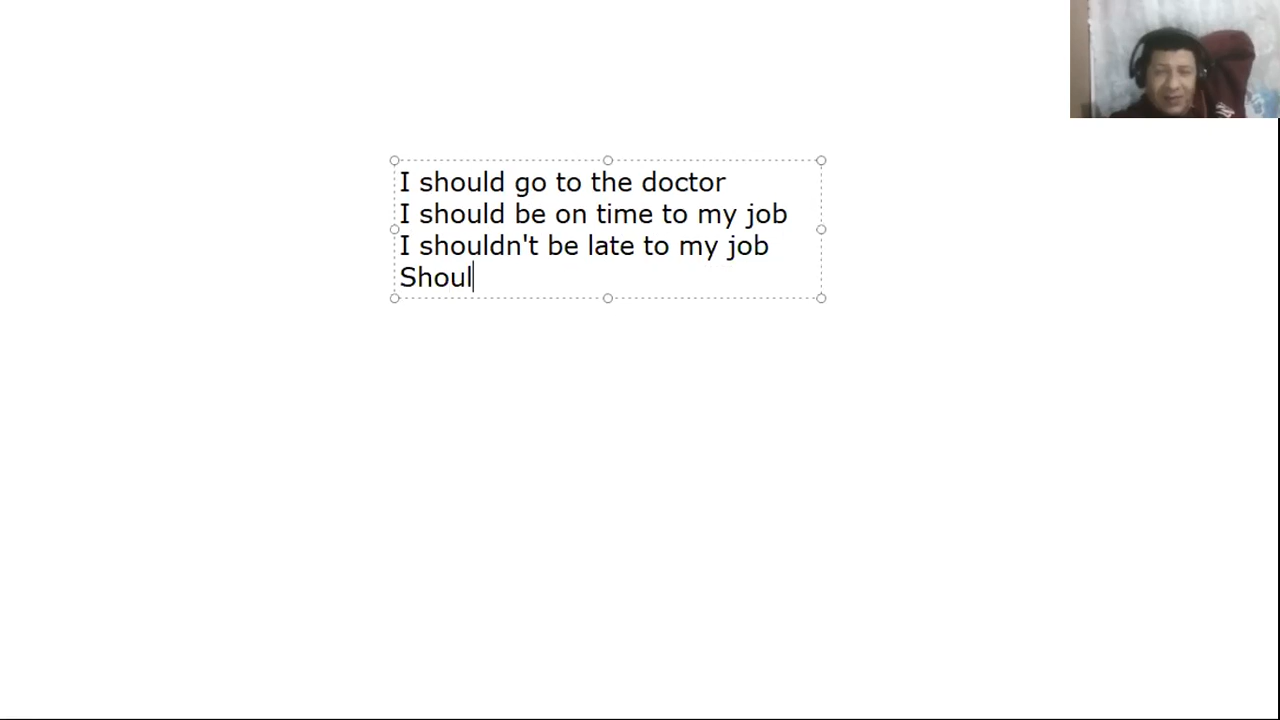 I should go to the doctor
I should be on time to my job
I shouldn't be late to my job
Shoul